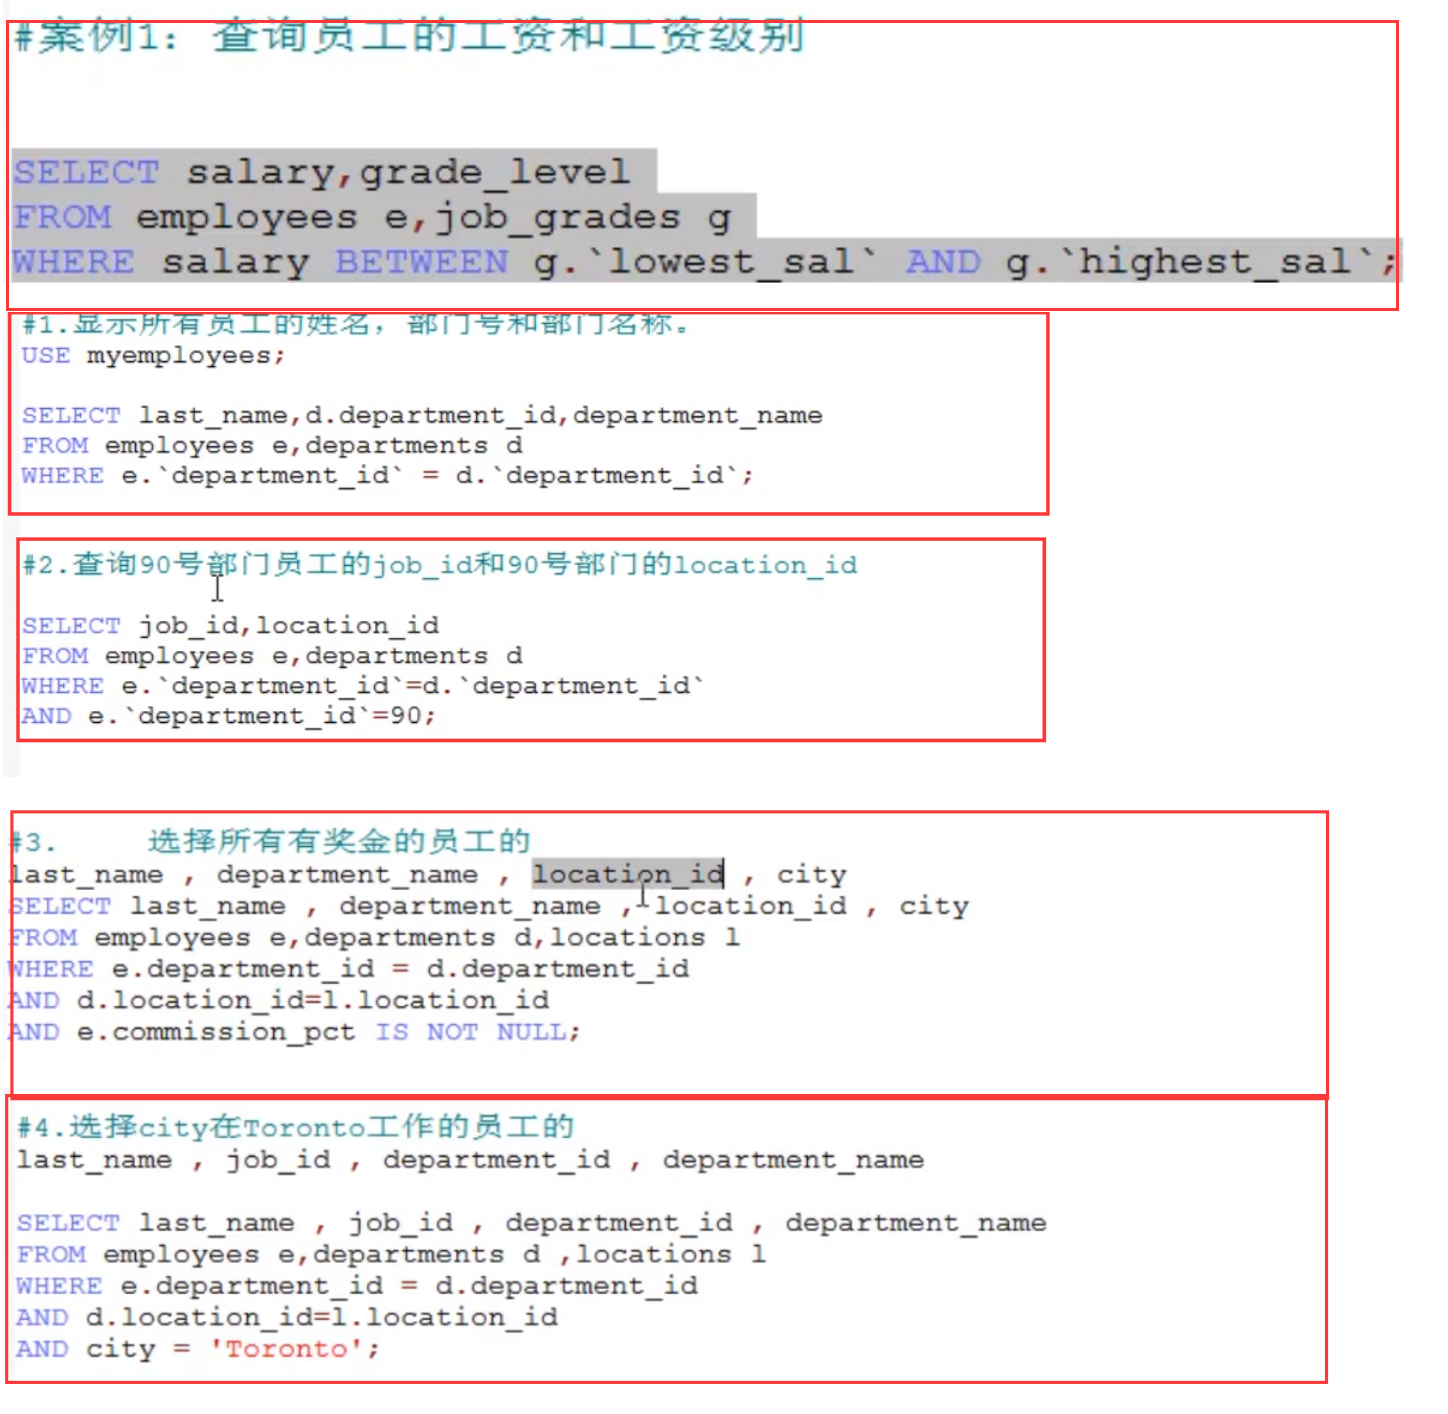 #案例1：查询员工的工资和工资级别
SELECT salary,grade_level
FROM employees e,job_grades g
WHERE salary BETWEEN g.`lowest_sal` AND g.`highest_sal`;
#1.显示所有员工的姓名，部门号和部门名称。
USE myemployees;
SELECT last_name,d.department_id,department_name
FROM employees e,departments d
WHERE e.`department_id` = d.`department_id`;
#2.查询90号部门员工的job_id和90号部门的location_id
SELECT job_id,location_id
FROM employees e,departments d
WHERE e.`department_id`=d.`department_id`
AND e.`department_id`=90;
#3. 选择所有有奖金的员工的
last_name , department_name , location_id , city
SELECT last_name , department_name , location_id , city
FROM employees e,departments d,locations l
WHERE e.department_id = d.department_id
AND d.location_id=l.location_id
AND e.commission_pct IS NOT NULL;
#4.选择city在Toronto工作的员工的
last_name , job_id , department_id , department_name
SELECT last_name , job_id , department_id , department_name
FROM employees e,departments d ,locations l
WHERE e.department_id = d.department_id
AND d.location_id=l.location_id
AND city = 'Toronto';